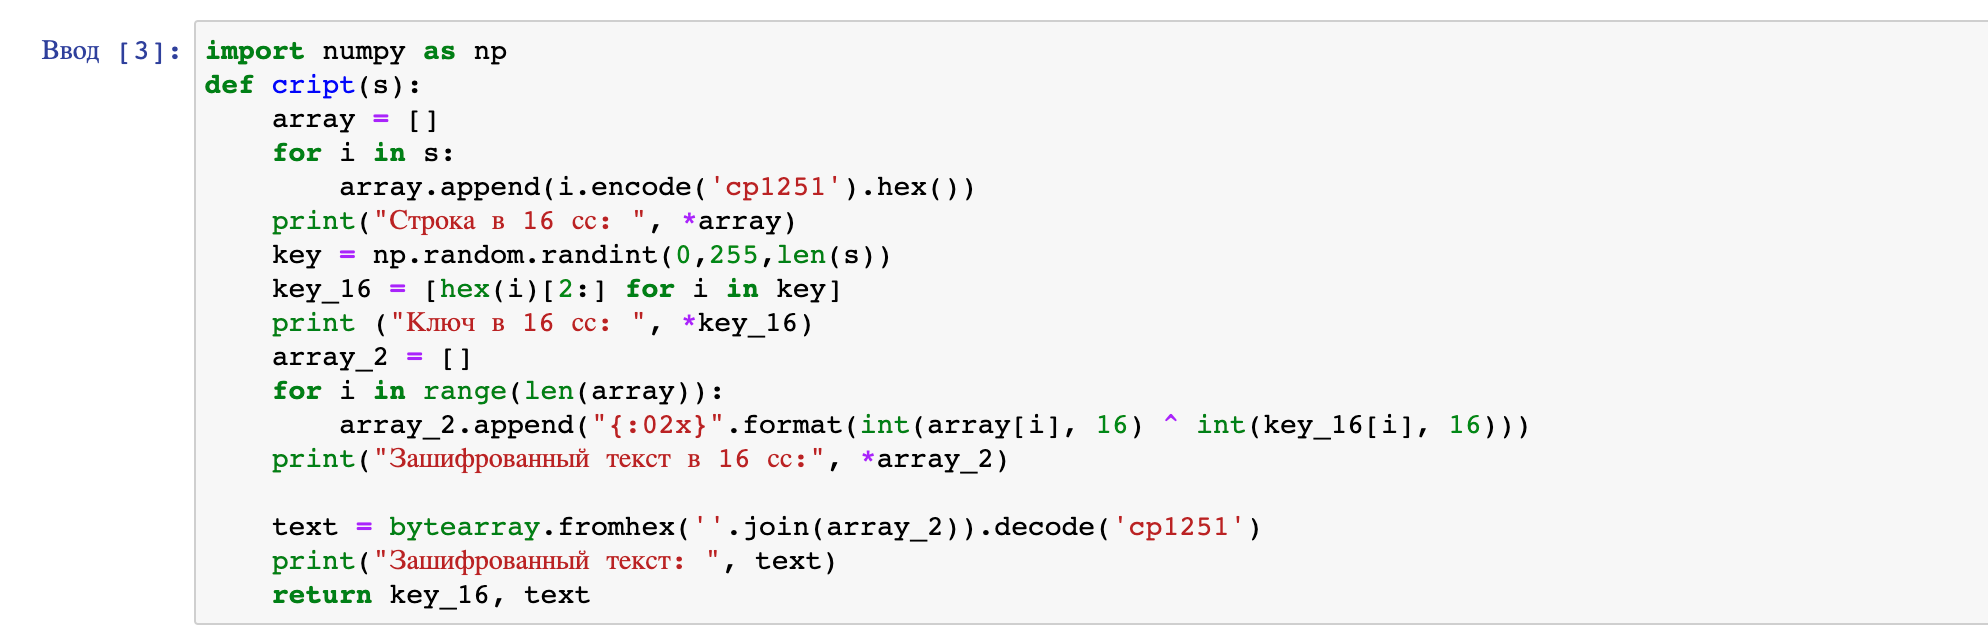 Ввод [3]: import numpy as np
def cript(s):
    array = []
    for i in s:
        array.append(i.encode('cp1251').hex())
    print("Строка в 16 сс: ", *array)
    key = np.random.randint(0,255,len(s))
    key_16 = [hex(i)[2:] for i in key]
    print ("Ключ в 16 сс: ", *key_16)
    array_2 = []
    for i in range(len(array)):
        array_2.append("{:02x}".format(int(array[i], 16) ^ int(key_16[i], 16)))
    print("Зашифрованный текст в 16 сс:", *array_2)

    text = bytearray.fromhex(''.join(array_2)).decode('cp1251')
    print("Зашифрованный текст: ", text)
    return key_16, text